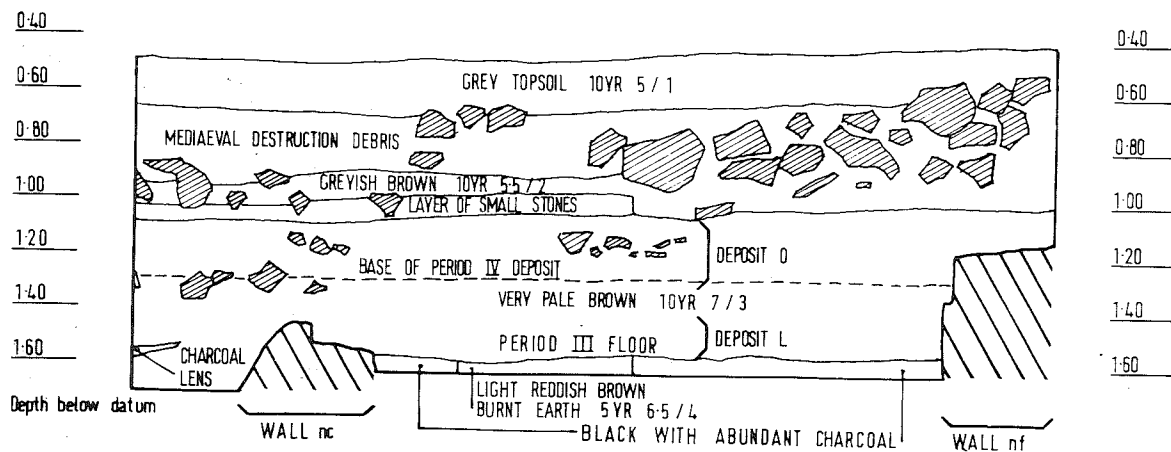 0·40
0·60
0·80
1·00
1·20
1·40
1·60
Depth below datum
GREY TOPSOIL 10YR 5/1
MEDIAEVAL DESTRUCTION DEBRIS
GREYISH BROWN 10YR 5·5/2
LAYER OF SMALL STONES
DEPOSIT O
BASE OF PERIOD IV DEPOSIT
VERY PALE BROWN 10YR 7/3
PERIOD III FLOOR
DEPOSIT L
CHARCOAL
LENS
LIGHT REDDISH BROWN
BURNT EARTH 5YR 6·5/4
WALL nc
BLACK WITH ABUNDANT CHARCOAL
WALL nf
0·40
0·60
0·80
1·00
1·20
1·40
1·60